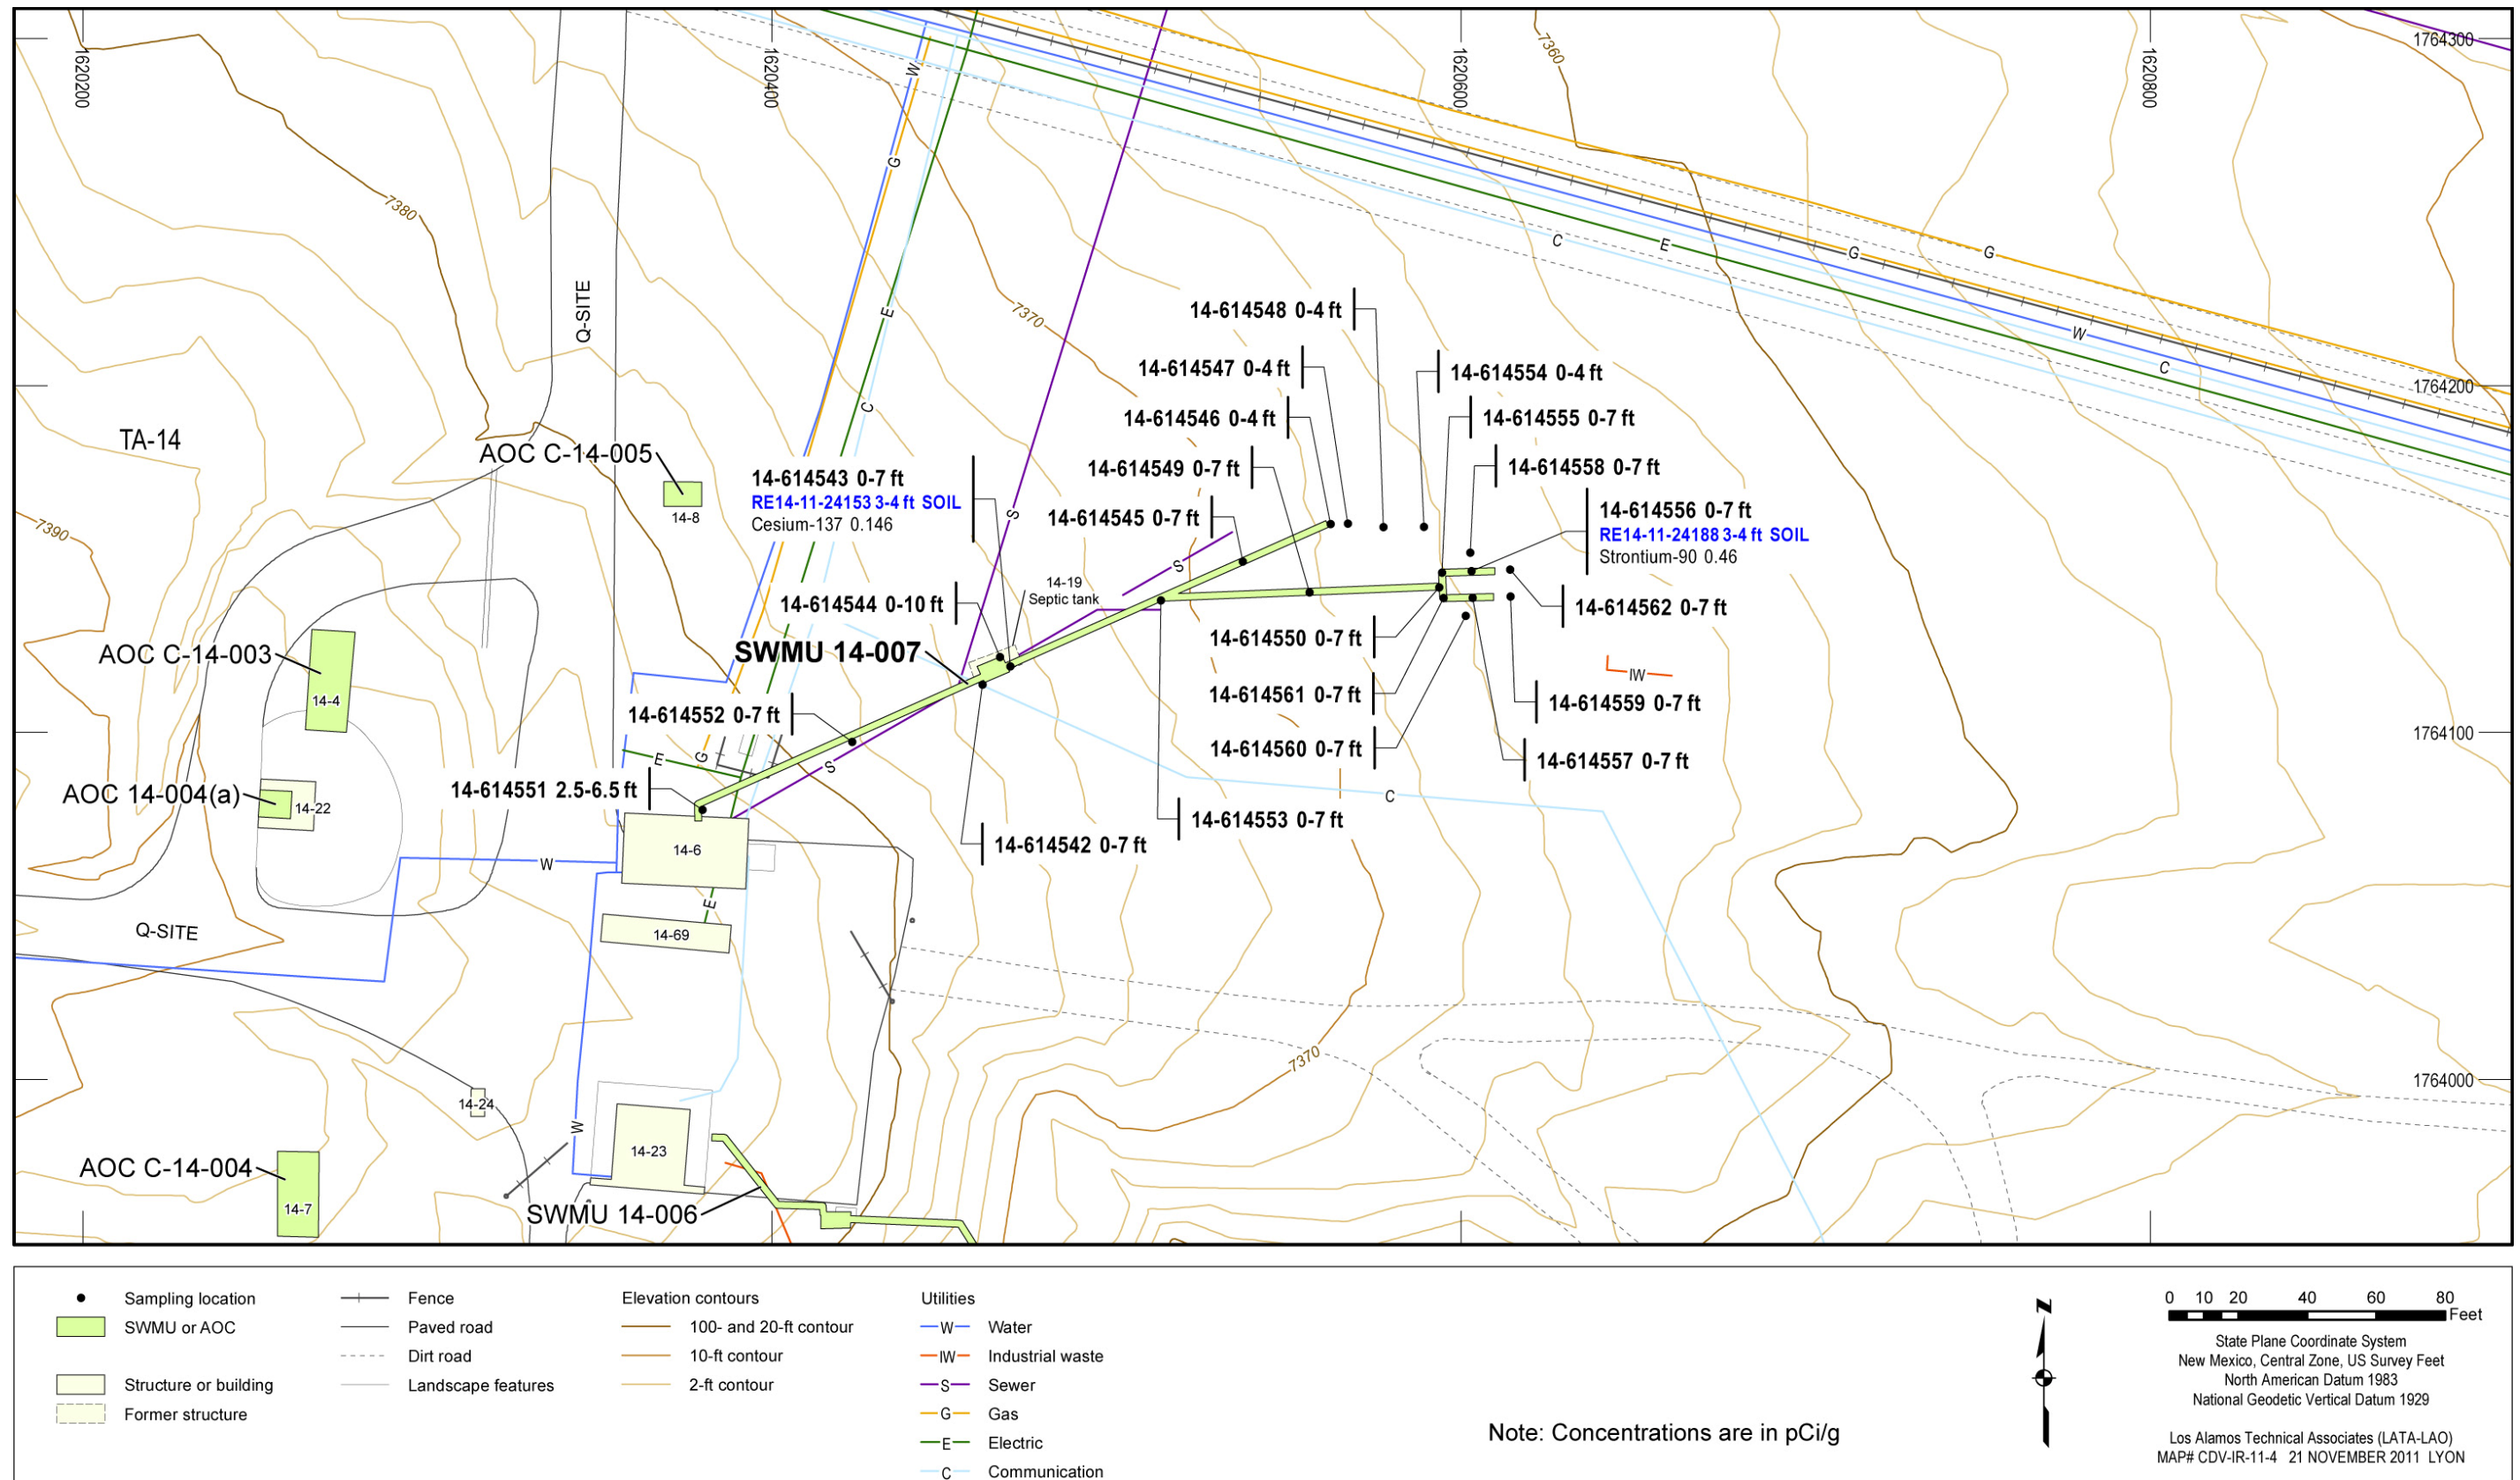 1620200
1620400
1620600
1620800
1764300
7360
W
G
7380
C
E
G
G
Q-SITE
E
7370
14-614548 0-4 ft
W
C
14-614547 0-4 ft
14-614554 0-4 ft
1764200
C
14-614546 0-4 ft
14-614555 0-7 ft
TA-14
AOC C-14-005
14-8
14-614543 0-7 ft
RE14-11-24153 3-4 ft SOIL
Cesium-137 0.146
14-614549 0-7 ft
14-614558 0-7 ft
S
14-614545 0-7 ft
14-614556 0-7 ft
RE14-11-24188 3-4 ft SOIL
Strontium-90 0.46
7390
S
14-19
Septic tank
14-614544 0-10 ft
14-614562 0-7 ft
14-614550 0-7 ft
AOC C-14-003
14-4
SWMU 14-007
IW
14-614561 0-7 ft
14-614559 0-7 ft
14-614552 0-7 ft
1764100
14-614560 0-7 ft
14-614557 0-7 ft
E
G
S
14-614551 2.5-6.5 ft
AOC 14-004(a)
14-22
C
14-614553 0-7 ft
14-614542 0-7 ft
14-6
W
E
Q-SITE
14-69
7370
1764000
14-24
W
14-23
AOC C-14-004
14-7
SWMU 14-006
Sampling location
SWMU or AOC
Structure or building
Former structure
Fence
Paved road
Dirt road
Landscape features
Elevation contours
100- and 20-ft contour
10-ft contour
2-ft contour
Utilities
W Water
IW Industrial waste
S Sewer
G Gas
E Electric
C Communication
Note: Concentrations are in pCi/g
N
0 10 20 40 60 80
Feet
State Plane Coordinate System
New Mexico, Central Zone, US Survey Feet
North American Datum 1983
National Geodetic Vertical Datum 1929
Los Alamos Technical Associates (LATA-LAO)
MAP# CDV-IR-11-4 21 NOVEMBER 2011 LYON